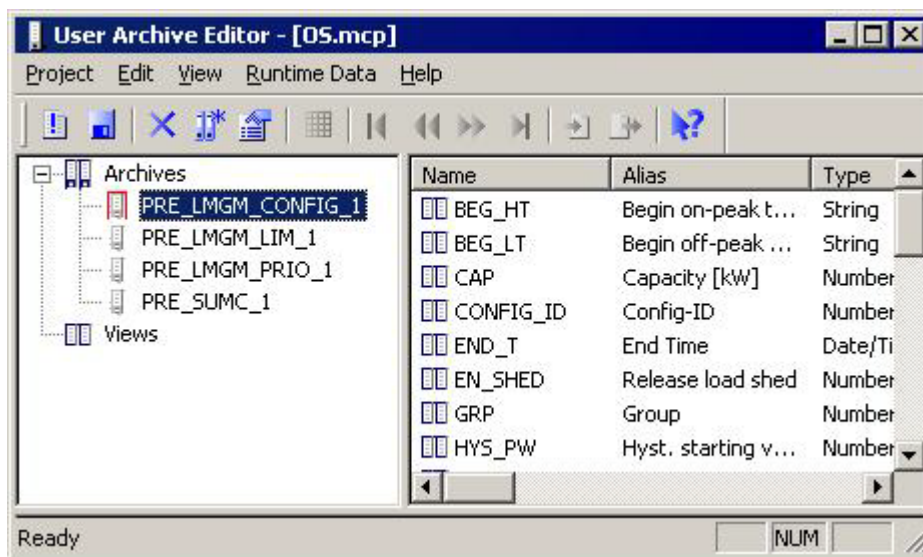 User Archive Editor - [OS.mcp]
Project Edit View Runtime Data Help
Archives
PRE_LMGM_CONFIG_1
PRE_LMGM_LIM_1
PRE_LMGM_PRIO_1
PRE_SUMC_1
Views
Name Alias Type
BEG_HT Begin on-peak t... String
BEG_LT Begin off-peak ... String
CAP Capacity [kW] Number
CONFIG_ID Config-ID Number
END_T End Time Date/Ti
EN_SHED Release load shed Number
GRP Group Number
HYS_PW Hyst. starting v... Number
Ready NUM